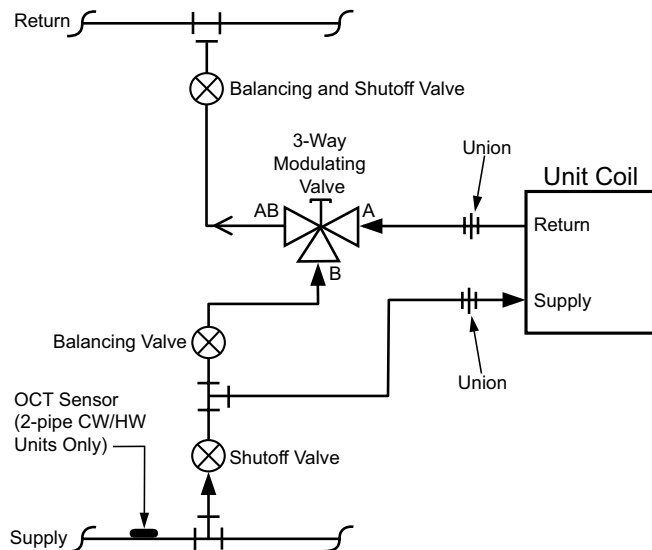 Return
Balancing and Shutoff Valve
3-Way
Modulating
Valve
Union
Unit Coil
AB
A
Return
B
Supply
Balancing Valve
Union
OCT Sensor
(2-pipe CW/HW
Units Only)
Shutoff Valve
Supply